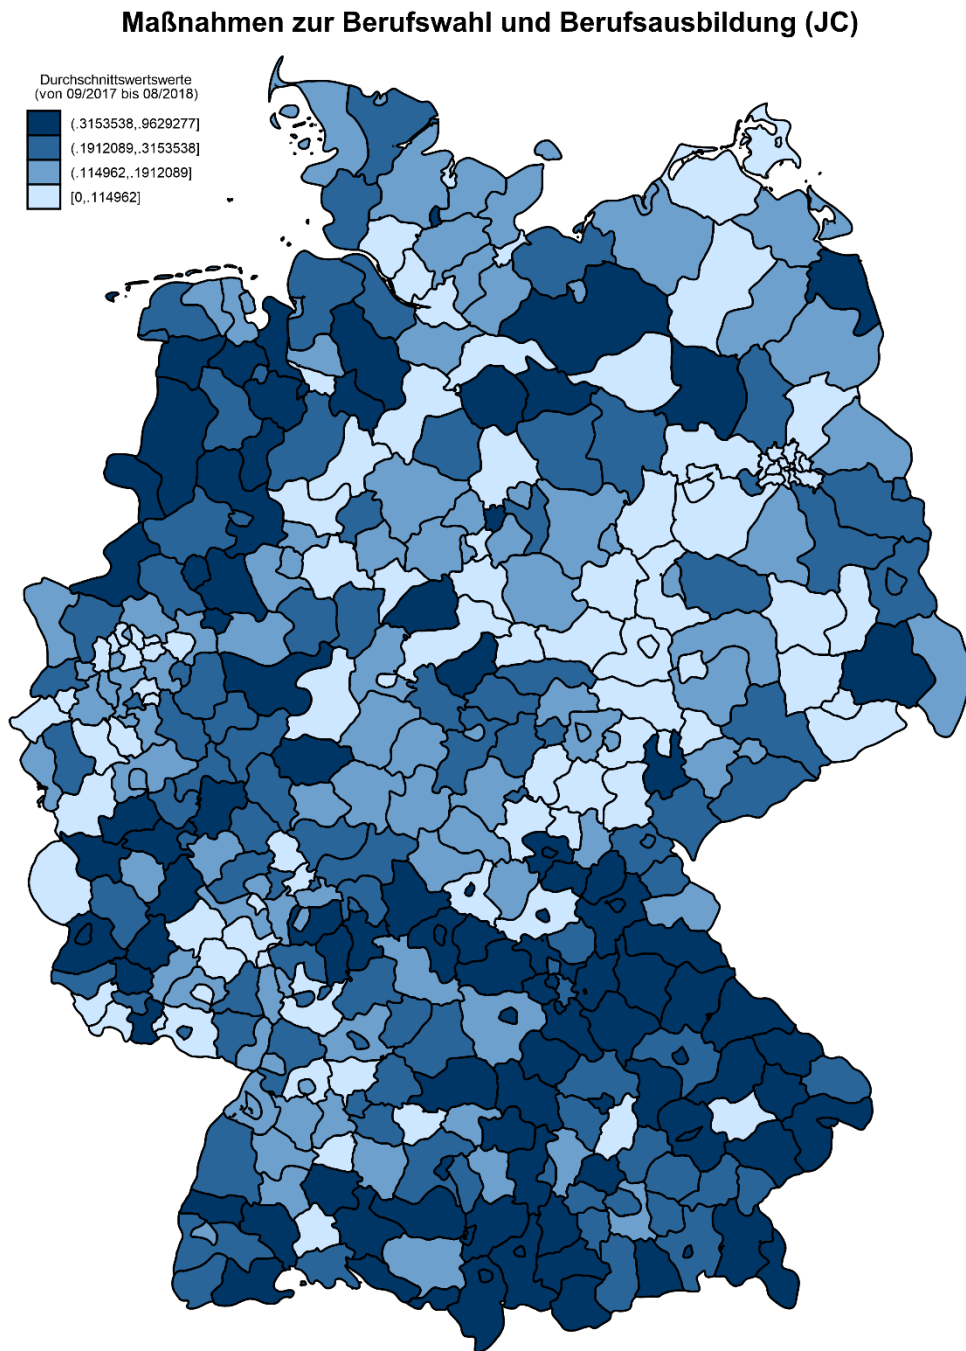 Maßnahmen zur Berufswahl und Berufsausbildung (JC)
Durchschnittswertswerte
(von 09/2017 bis 08/2018)
(.3153538,.9629277]
(.1912089,.3153538]
(.114962,.1912089]
[0,.114962]